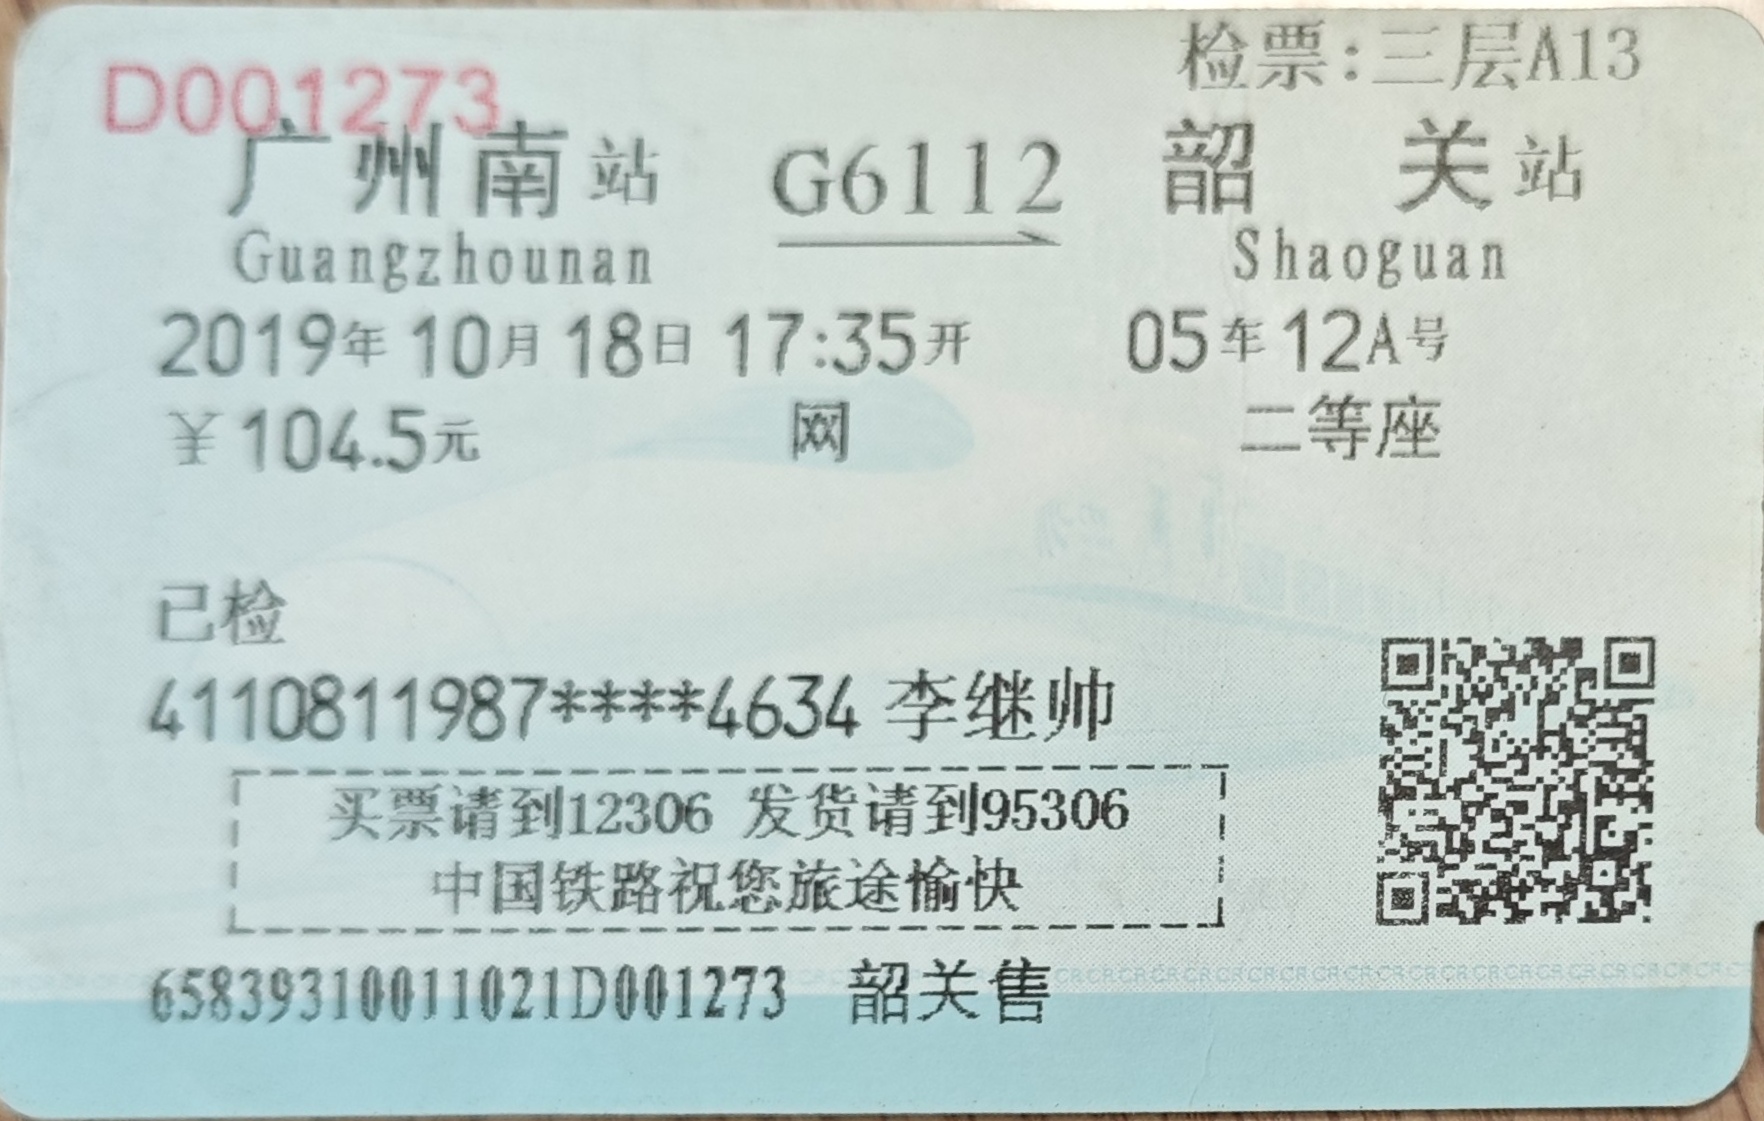 检票:三层A13
D001273
广州南站 G6112 韶关站
Guangzhounan Shaoguan
2019年10月18日 17:35开 05车12A号
￥104.5元 网 二等座
已检
4110811987****4634 李继帅
买票请到12306 发货请到95306
中国铁路祝您旅途愉快
65839310011021D001273 韶关售